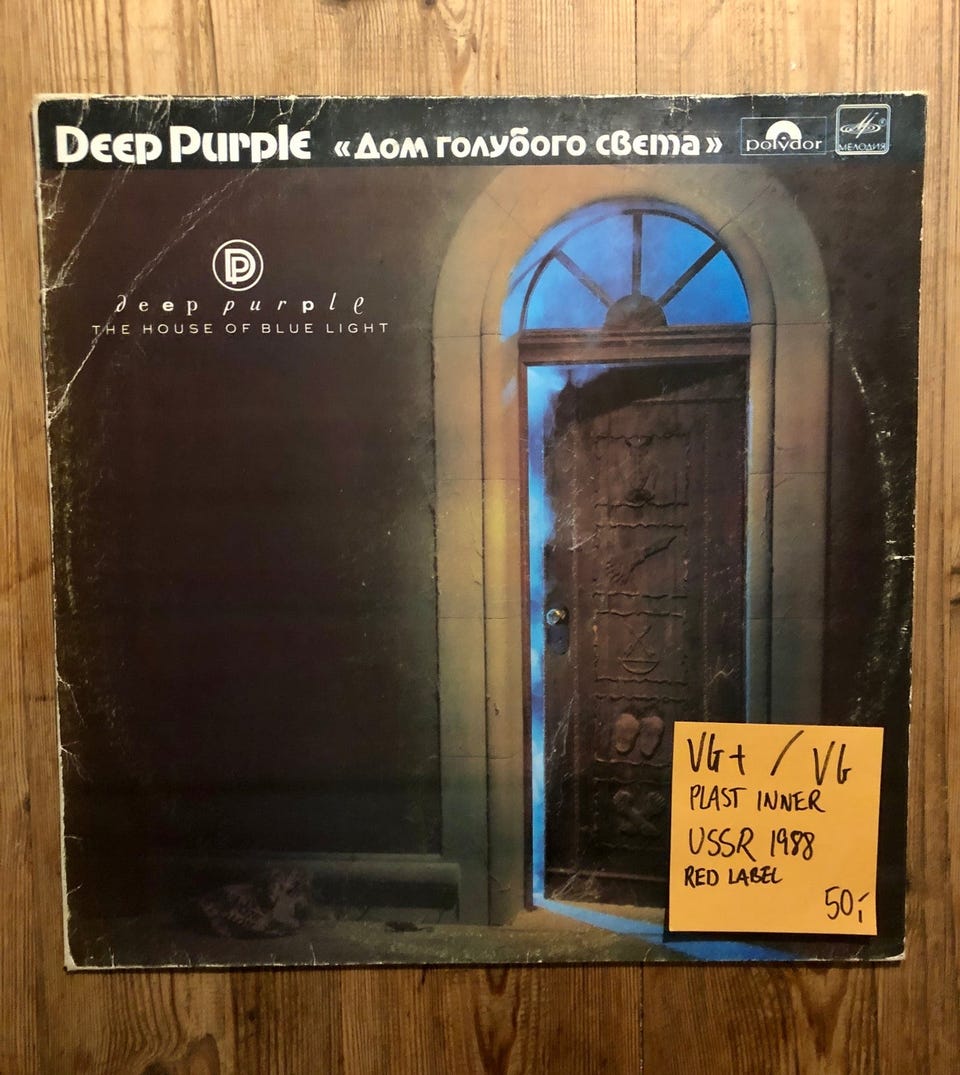 Deep Purple «Дом голубого света» polydor МЕЛОДИЯ
deep purple
THE HOUSE OF BLUE LIGHT
VG+ / VG
PLAST INNER
USSR 1988
RED LABEL
50;-